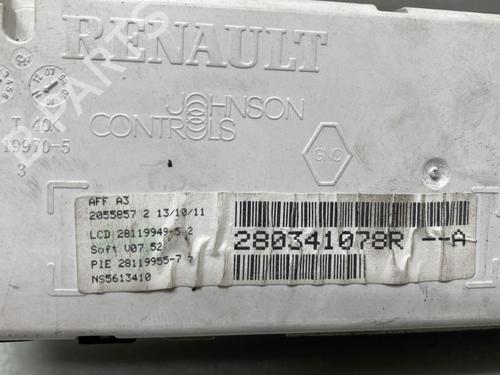 RENAULT
JOHNSON
CONTROLS
GNO
T 40
19970-5
3
AFF A3
2055857 2 13/10/11
LCD 28119949-5 2
Soft V07.52
PIE 28119955-7 7
NS5613410
280341078R --A